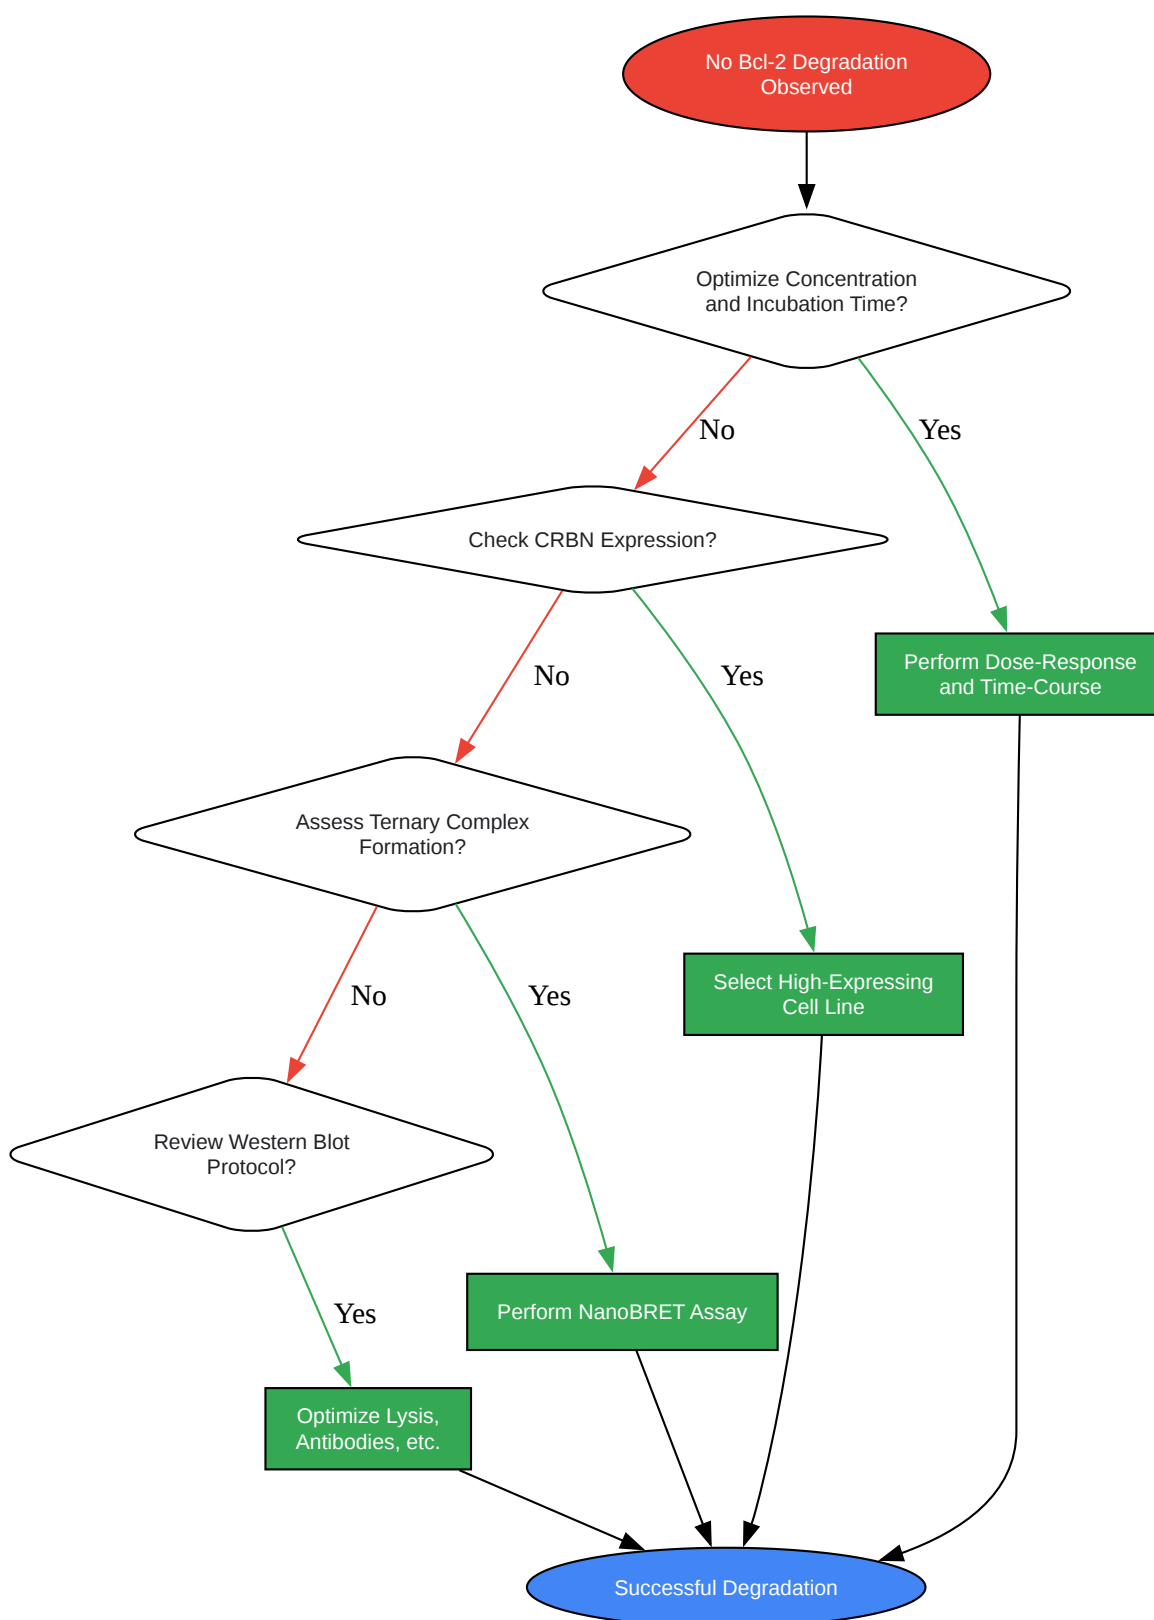 No Bcl-2 Degradation
Observed
Optimize Concentration
and Incubation Time?
No
Yes
Check CRBN Expression?
No
Yes
Perform Dose-Response
and Time-Course
Assess Ternary Complex
Formation?
No
Yes
Select High-Expressing
Cell Line
Review Western Blot
Protocol?
Yes
Perform NanoBRET Assay
Optimize Lysis,
Antibodies, etc.
Successful Degradation